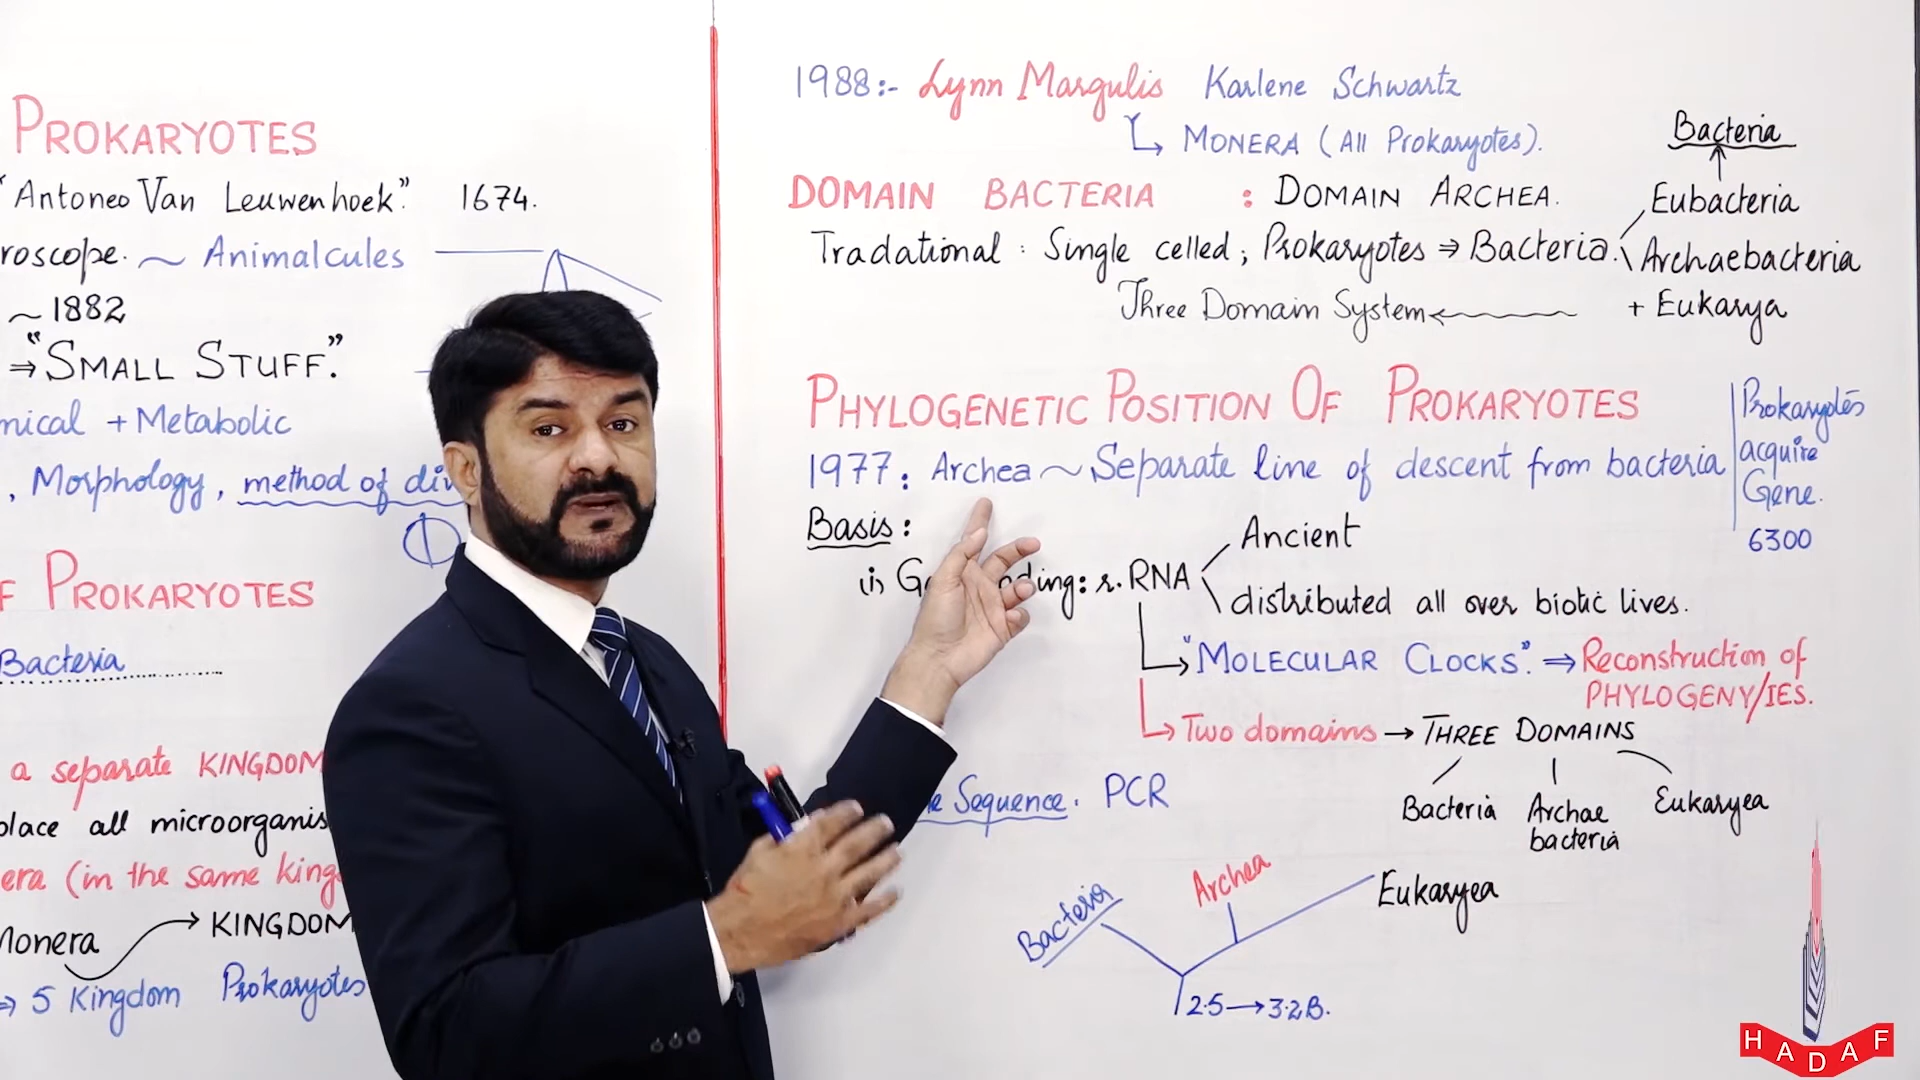 PROKARYOTES
"Antoneo Van Leuwenhoek" 1674.
roscope. ~ Animalcules
~ 1882
⇒ "SMALL STUFF."
mical + Metabolic
, Morphology, method of div
F PROKARYOTES
Bacteria
a separate KINGDOM
place all microorganis
era (in the same king
Monera → KINGDOM
⇒ 5 Kingdom Prokaryotes
1988:- Lynn Margulis Karlene Schwartz
↳ MONERA (All Prokaryotes).
DOMAIN BACTERIA : DOMAIN ARCHEA.
Tradational : Single celled ; Prokaryotes ⇒ Bacteria.
Bacteria
Eubacteria
Archaebacteria
+ Eukarya
Three Domain System
PHYLOGENETIC POSITION OF PROKARYOTES
1977: Archea ~ Separate line of descent from bacteria
Prokaryotes
acquire
Gene.
6300
Basis:
(i) G ding: r.RNA
Ancient
distributed all over biotic lives.
"MOLECULAR CLOCKS". ⇒ Reconstruction of
PHYLOGENY/IES.
Two domains → THREE DOMAINS
Bacteria
Archae
bacteria
Eukaryea
e Sequence. PCR
Bacteria
Archea
Eukaryea
2.5 → 3.2B.
HADAF